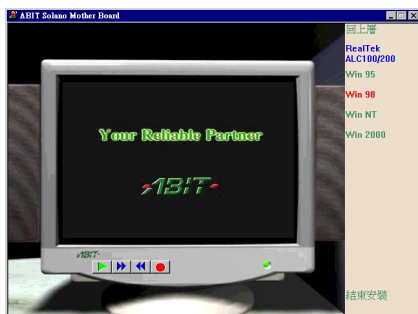 ABIT Solano Mother Board
回上層
RealTek
ALC100/200
Win 95
Win 98
Win NT
Win 2000
Your Reliable Partner
ABIT
ABIT
結束安裝